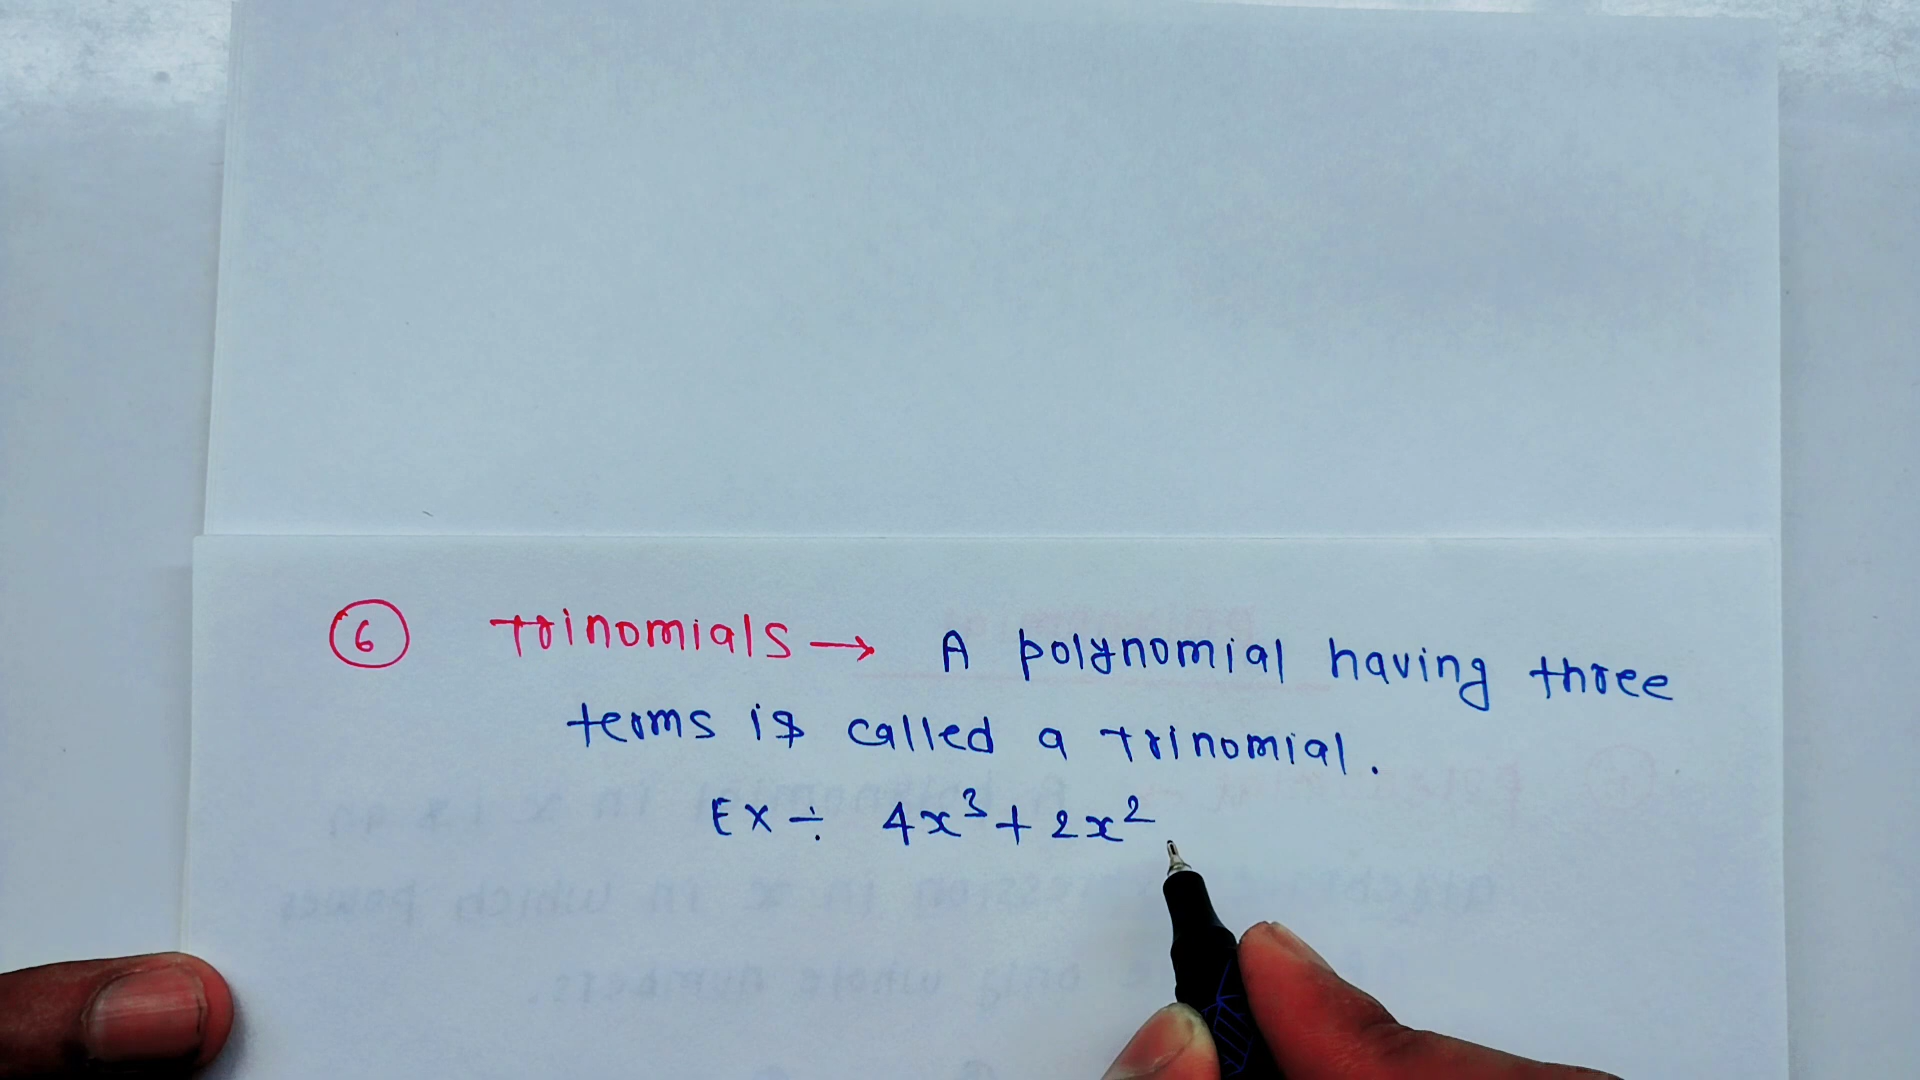 6 Trinomials → A polynomial having three
terms is called a trinomial.
EX ÷ 4x³ + 2x²